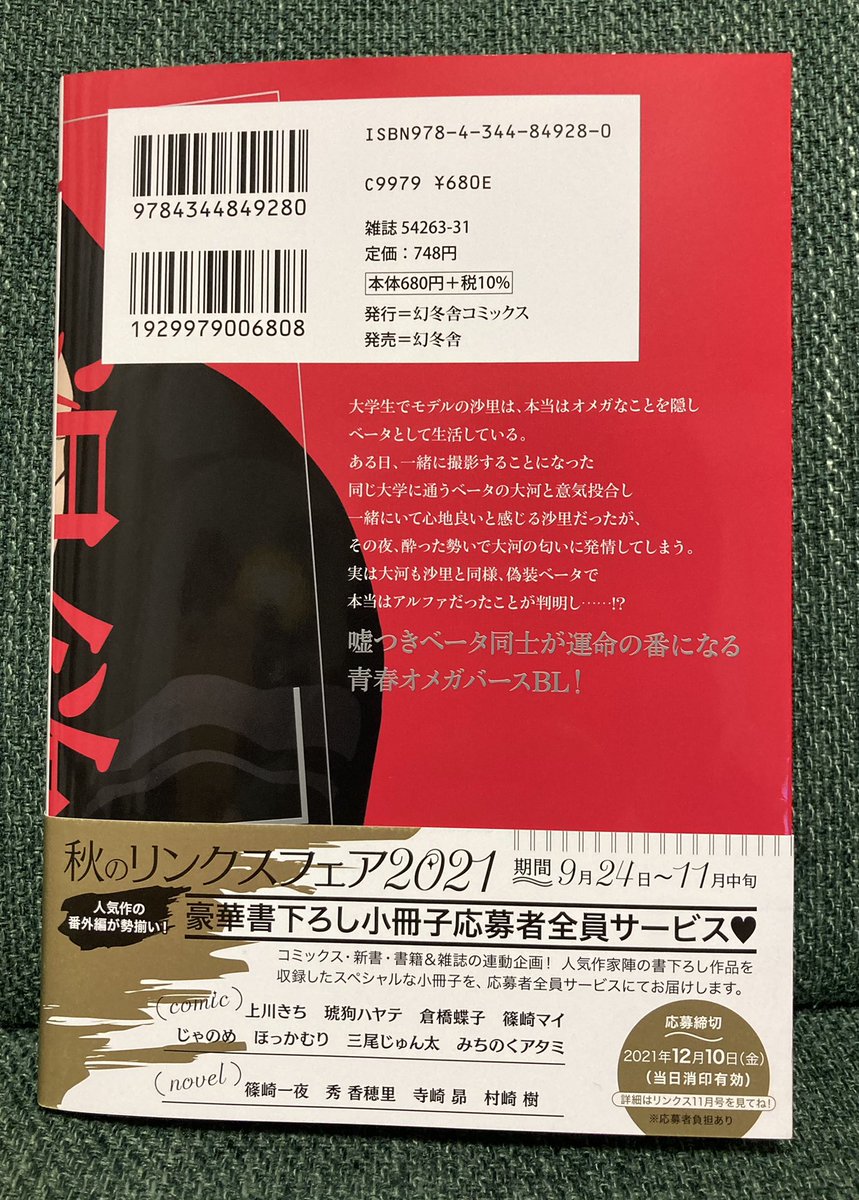 ISBN978-4-344-84928-0
9784344849280
C9979 ¥680E
雑誌 54263-31
定価：748円
本体680円＋税10%
1929979006808
発行＝幻冬舎コミックス
発売＝幻冬舎
大学生でモデルの沙里は、本当はオメガなことを隠し
ベータとして生活している。
ある日、一緒に撮影することになった
同じ大学に通うベータの大河と意気投合し
一緒にいて心地良いと感じる沙里だったが、
その夜、酔った勢いで大河の匂いに発情してしまう。
実は大河も沙里と同様、偽装ベータで
本当はアルファだったことが判明し……!?
嘘つきベータ同士が運命の番になる
青春オメガバースBL！
秋のリンクスフェア2021
期間 9月24日〜11月中旬
人気作の
番外編が勢揃い！
豪華書下ろし小冊子応募者全員サービス♥
コミックス・新書・書籍&雑誌の連動企画！ 人気作家陣の書下ろし作品を
収録したスペシャルな小冊子を、応募者全員サービスにてお届けします。
(comic) 上川きち 琥狗ハヤテ 倉橋蝶子 篠崎マイ
じゃのめ ほっかむり 三尾じゅん太 みちのくアタミ
(novel) 篠崎一夜 秀 香穂里 寺崎 昴 村崎 樹
応募締切
2021年12月10日(金)
(当日消印有効)
詳細はリンクス11月号を見てね！
※応募者負担あり